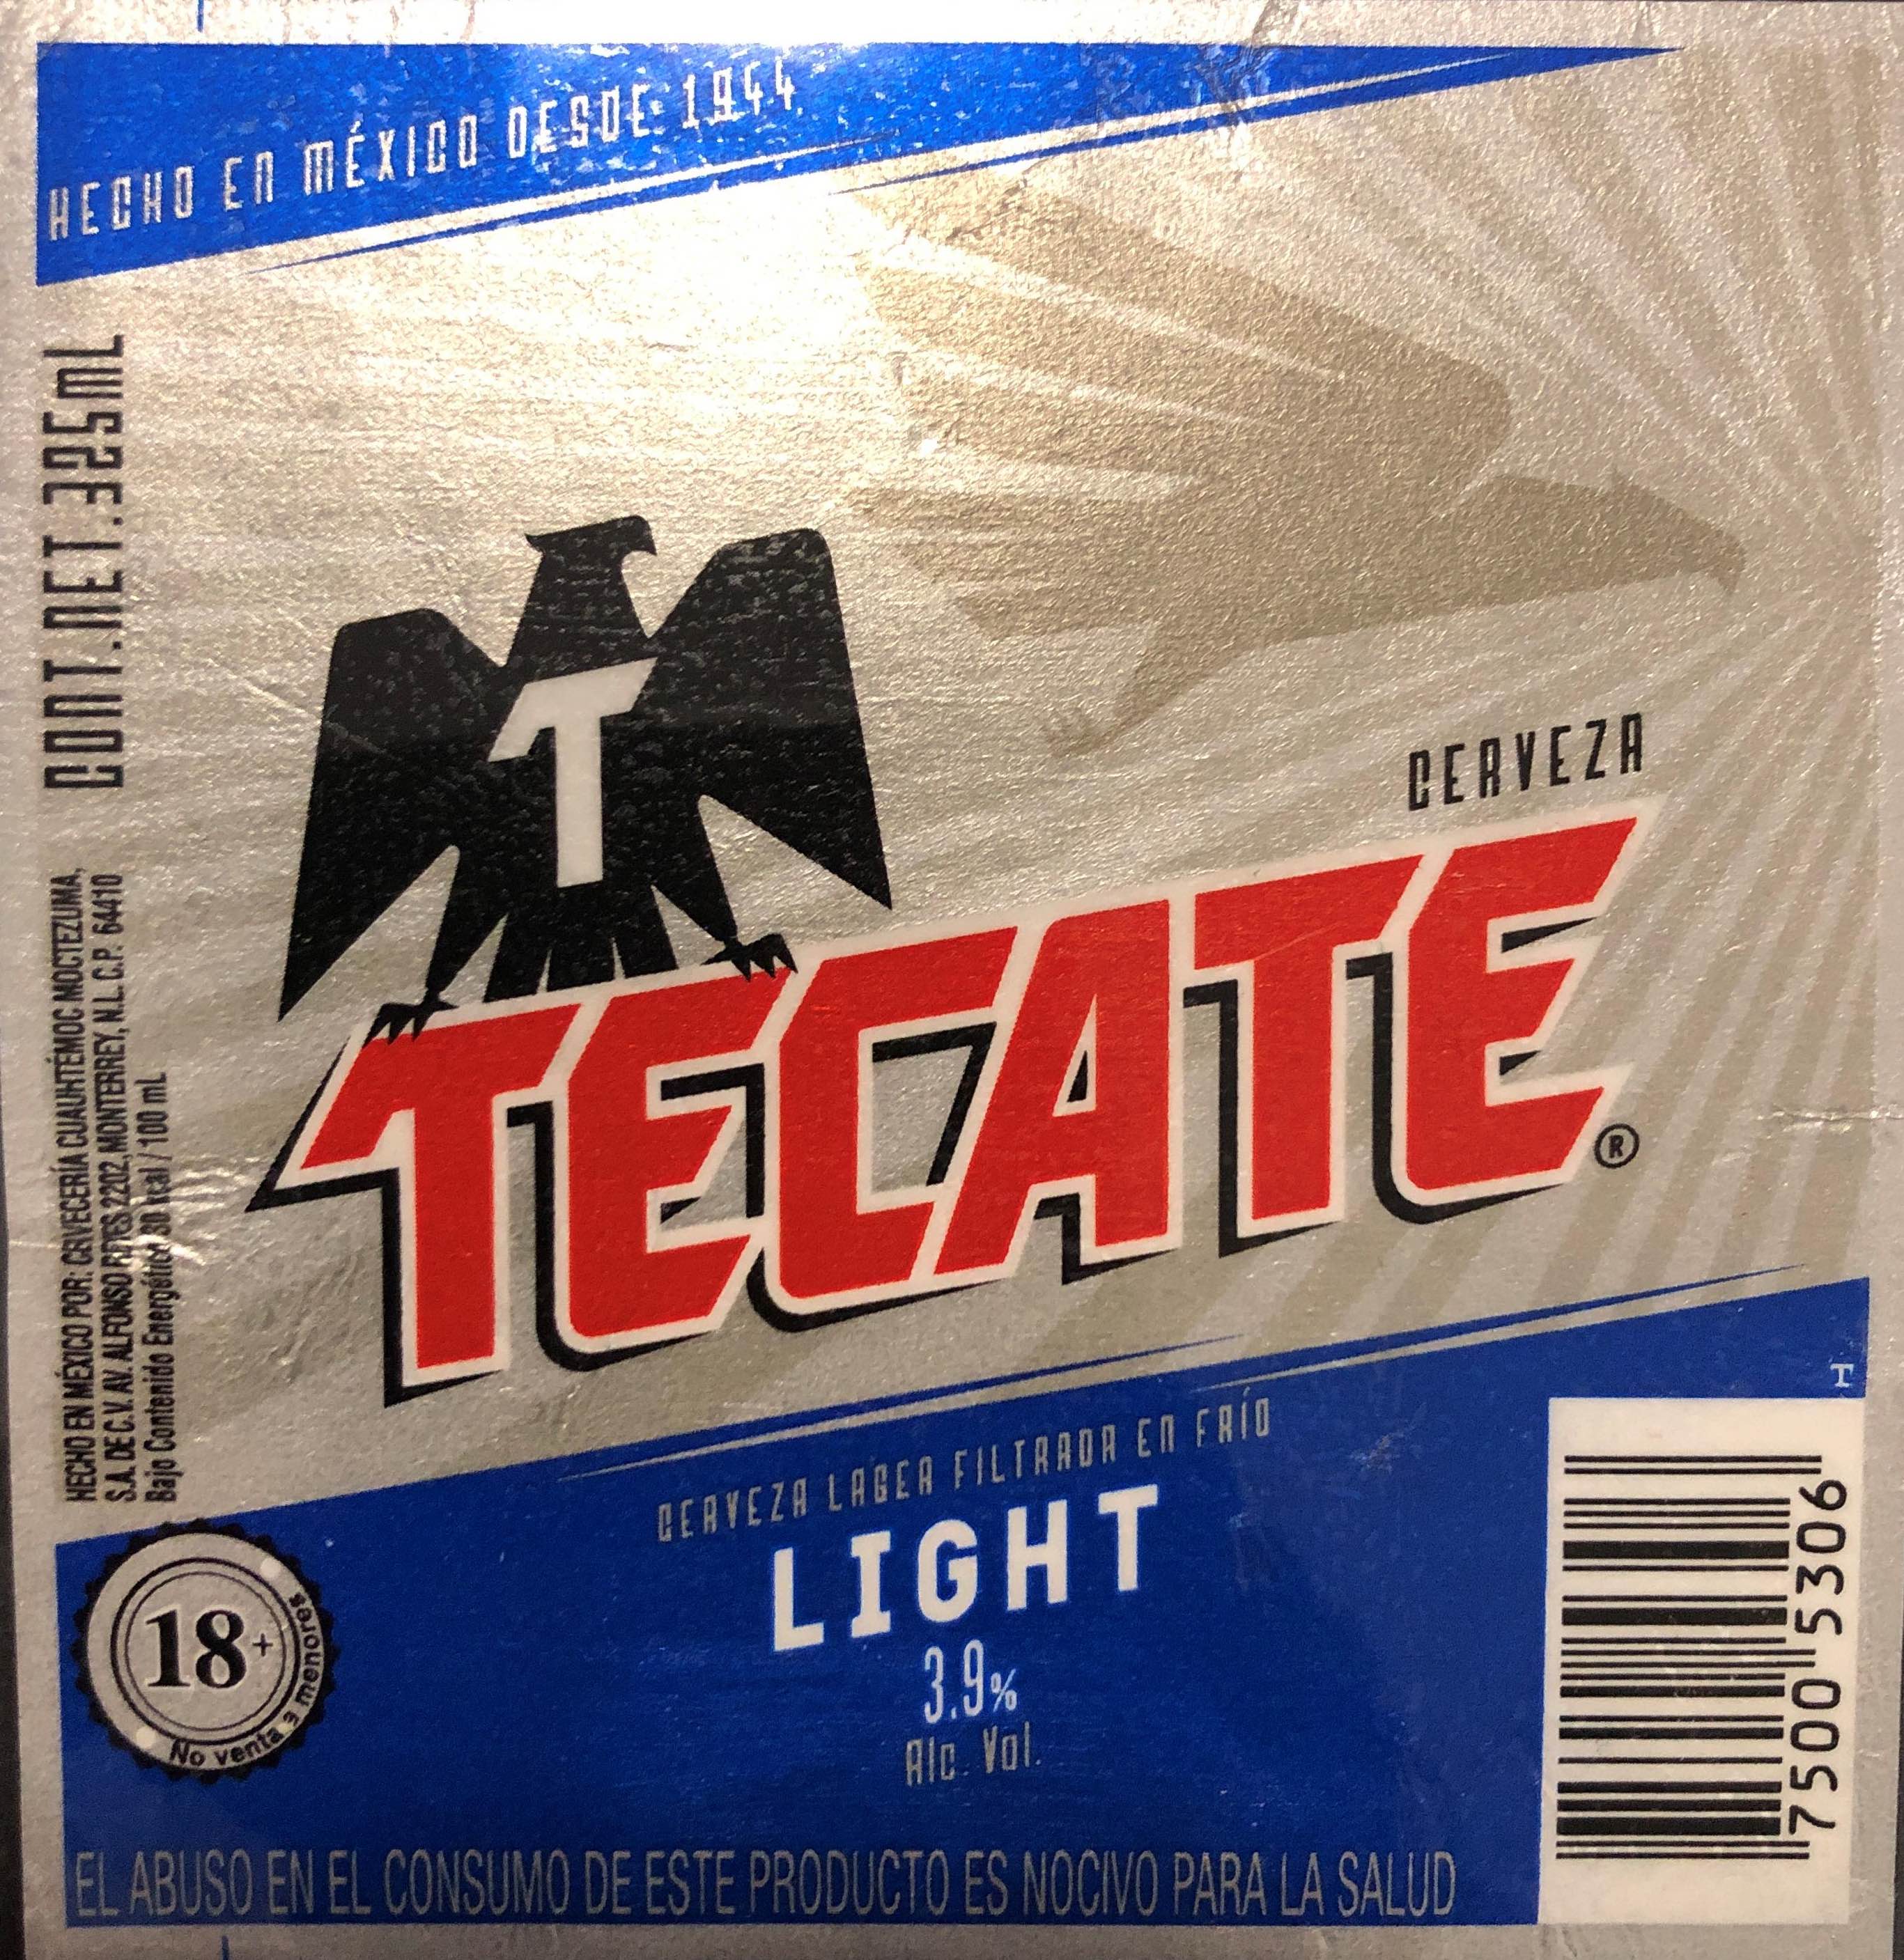 HECHO EN MÉXICO DESDE 1944
CONT.NET.325mL
HECHO EN MÉXICO POR: CERVECERÍA CUAUHTÉMOC MOCTEZUMA,
S.A. DE C.V. AV. ALFONSO REYES 2202, MONTERREY, N.L. C.P. 64410
Bajo Contenido Energético 30 kcal / 100 mL
T
CERVEZA
TECATE®
CERVEZA LAGER FILTRADA EN FRÍO
LIGHT
3.9%
Alc. Vol.
18+
No venta a menores
T
7500 5306
EL ABUSO EN EL CONSUMO DE ESTE PRODUCTO ES NOCIVO PARA LA SALUD